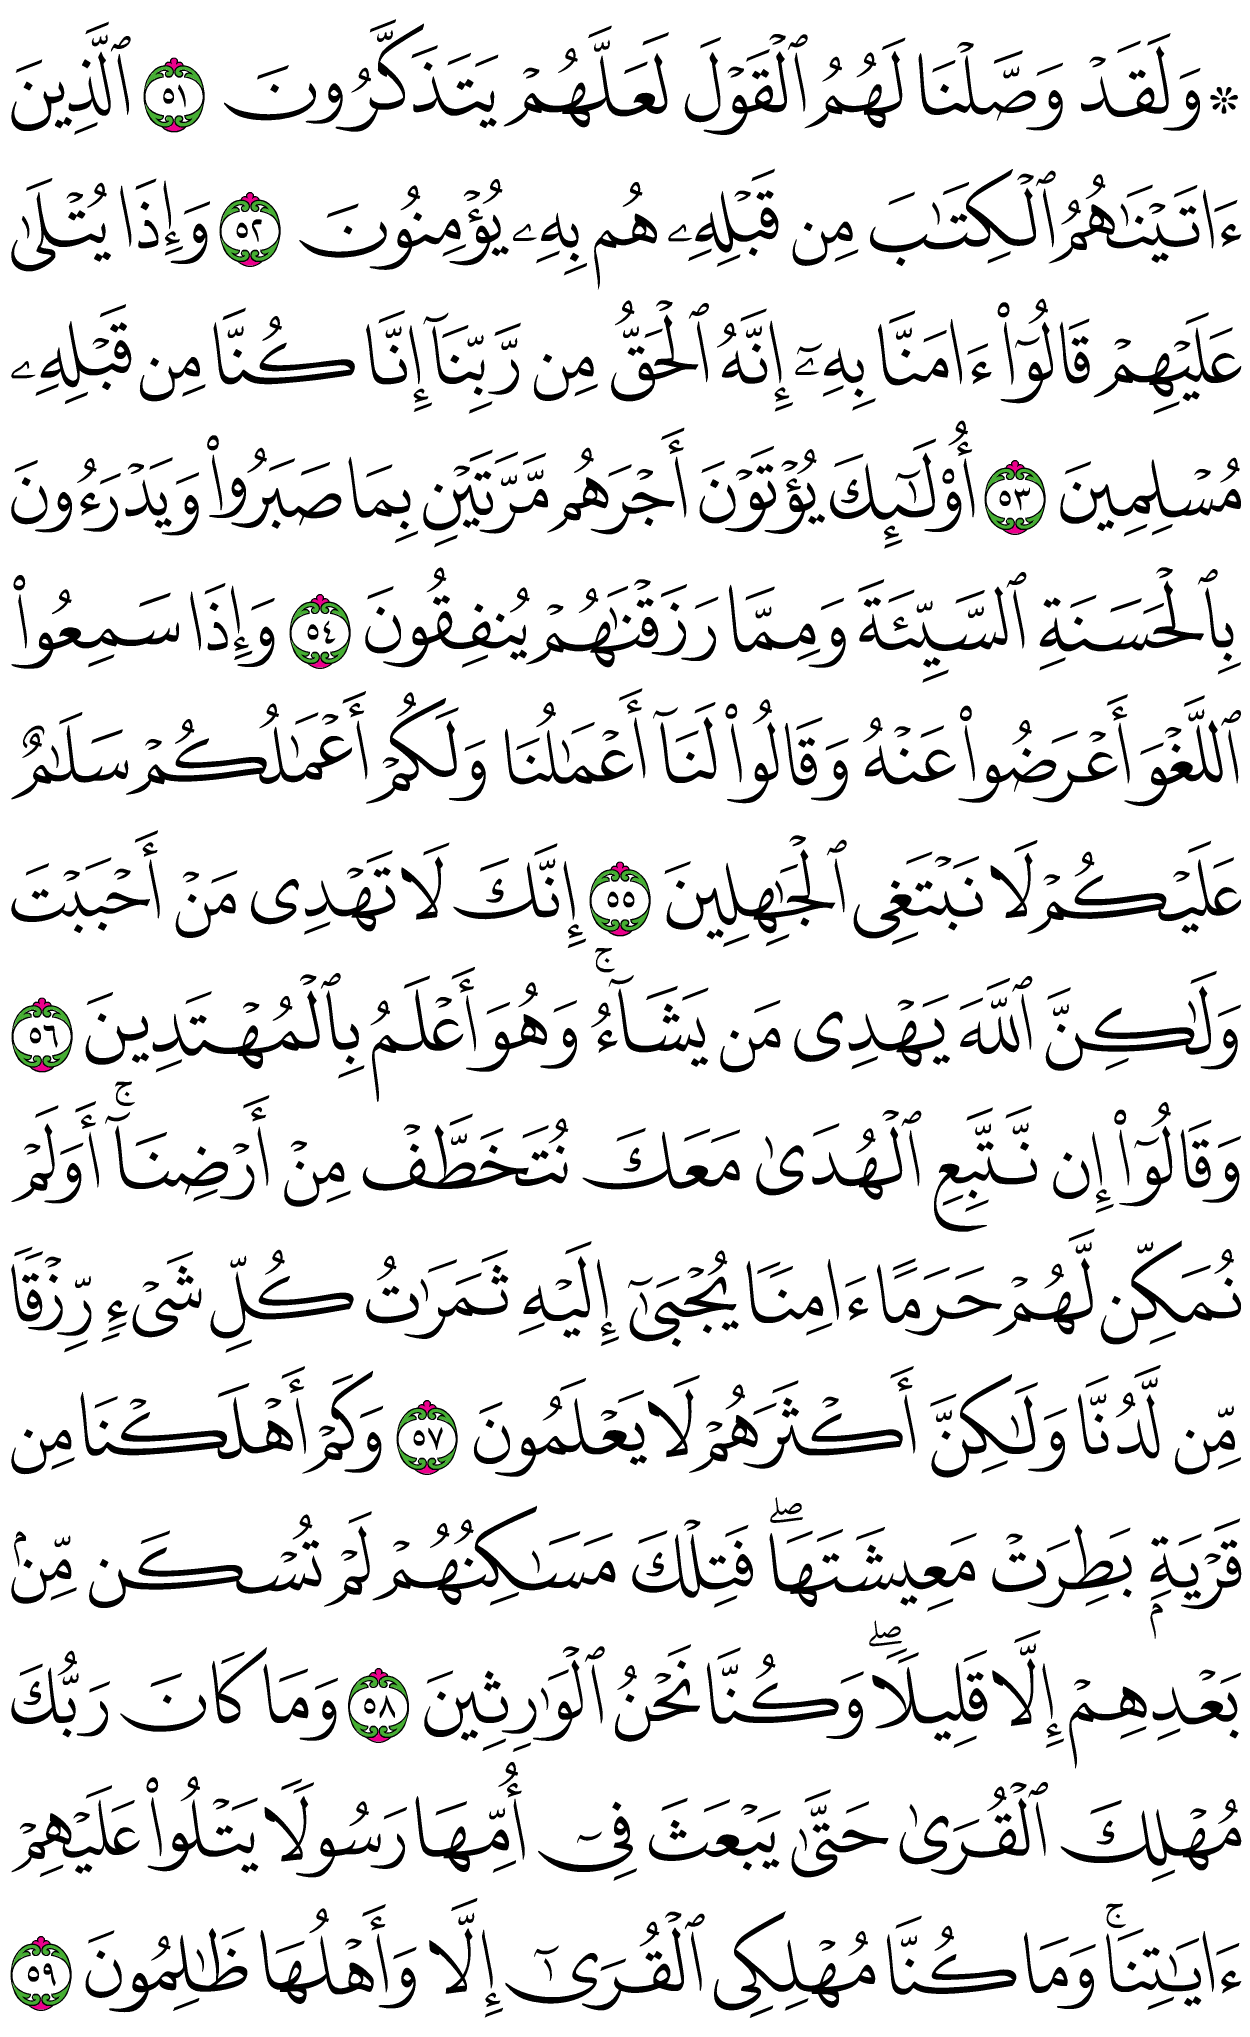 ۞ وَلَقَدۡ وَصَّلۡنَا لَهُمُ ٱلۡقَوۡلَ لَعَلَّهُمۡ يَتَذَكَّرُونَ ٥١ ٱلَّذِينَ
ءَاتَيۡنَٰهُمُ ٱلۡكِتَٰبَ مِن قَبۡلِهِۦ هُم بِهِۦ يُؤۡمِنُونَ ٥٢ وَإِذَا يُتۡلَىٰ
عَلَيۡهِمۡ قَالُوٓاْ ءَامَنَّا بِهِۦٓ إِنَّهُ ٱلۡحَقُّ مِن رَّبِّنَآ إِنَّا كُنَّا مِن قَبۡلِهِۦ
مُسۡلِمِينَ ٥٣ أُوْلَٰٓئِكَ يُؤۡتَوۡنَ أَجۡرَهُم مَّرَّتَيۡنِ بِمَا صَبَرُواْ وَيَدۡرَءُونَ
بِٱلۡحَسَنَةِ ٱلسَّيِّئَةَ وَمِمَّا رَزَقۡنَٰهُمۡ يُنفِقُونَ ٥٤ وَإِذَا سَمِعُواْ
ٱللَّغۡوَ أَعۡرَضُواْ عَنۡهُ وَقَالُواْ لَنَآ أَعۡمَٰلُنَا وَلَكُمۡ أَعۡمَٰلُكُمۡ سَلَٰمٌ
عَلَيۡكُمۡ لَا نَبۡتَغِي ٱلۡجَٰهِلِينَ ٥٥ إِنَّكَ لَا تَهۡدِي مَنۡ أَحۡبَبۡتَ
وَلَٰكِنَّ ٱللَّهَ يَهۡدِي مَن يَشَآءُۚ وَهُوَ أَعۡلَمُ بِٱلۡمُهۡتَدِينَ ٥٦
وَقَالُوٓاْ إِن نَّتَّبِعِ ٱلۡهُدَىٰ مَعَكَ نُتَخَطَّفۡ مِنۡ أَرۡضِنَآۚ أَوَلَمۡ
نُمَكِّن لَّهُمۡ حَرَمًا ءَامِنٗا يُجۡبَىٰٓ إِلَيۡهِ ثَمَرَٰتُ كُلِّ شَيۡءٖ رِّزۡقٗا
مِّن لَّدُنَّا وَلَٰكِنَّ أَكۡثَرَهُمۡ لَا يَعۡلَمُونَ ٥٧ وَكَمۡ أَهۡلَكۡنَا مِن
قَرۡيَةِۭ بَطِرَتۡ مَعِيشَتَهَاۖ فَتِلۡكَ مَسَٰكِنُهُمۡ لَمۡ تُسۡكَن مِّنۢ
بَعۡدِهِمۡ إِلَّا قَلِيلٗاۖ وَكُنَّا نَحۡنُ ٱلۡوَٰرِثِينَ ٥٨ وَمَا كَانَ رَبُّكَ
مُهۡلِكَ ٱلۡقُرَىٰ حَتَّىٰ يَبۡعَثَ فِيٓ أُمِّهَا رَسُولٗا يَتۡلُواْ عَلَيۡهِمۡ
ءَايَٰتِنَاۚ وَمَا كُنَّا مُهۡلِكِي ٱلۡقُرَىٰٓ إِلَّا وَأَهۡلُهَا ظَٰلِمُونَ ٥٩